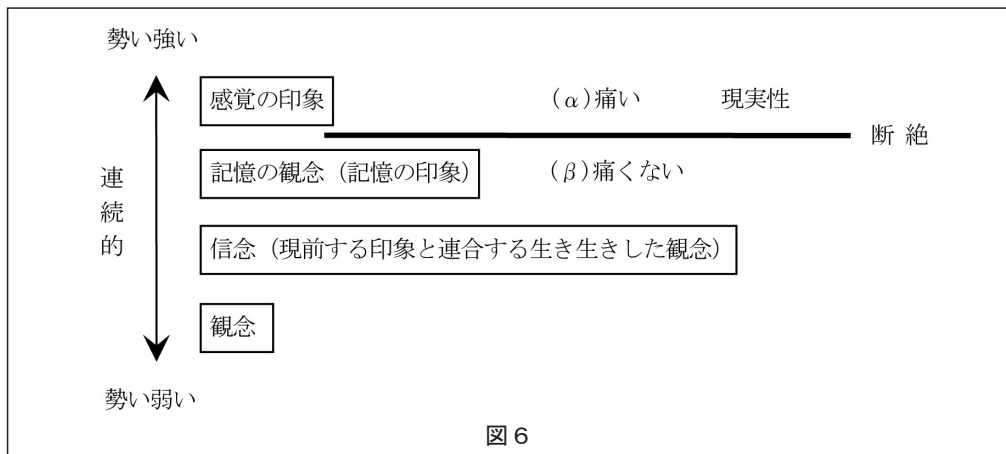 勢い強い
感覚の印象 (α)痛い 現実性
断絶
記憶の観念（記憶の印象） (β)痛くない
連続的
信念（現前する印象と連合する生き生きした観念）
観念
勢い弱い
図6